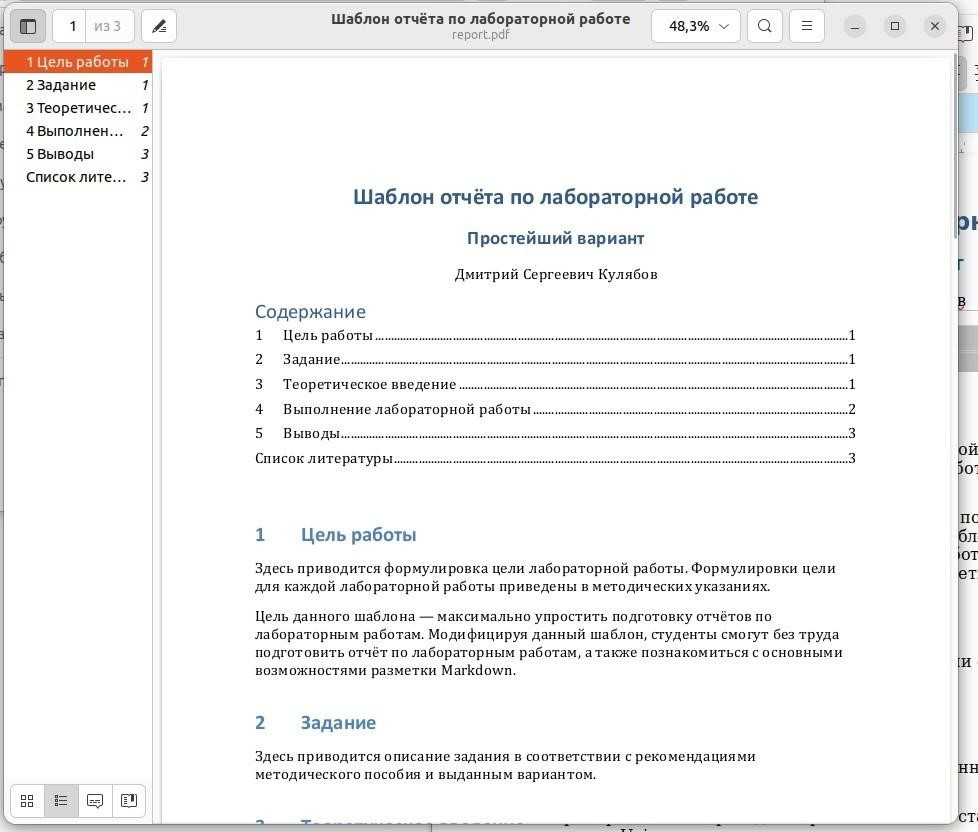 Шаблон отчёта по лабораторной работе
report.pdf
1 из 3
48,3%
1 Цель работы 1
2 Задание 1
3 Теоретичес… 1
4 Выполнен… 2
5 Выводы 3
Список лите… 3
Шаблон отчёта по лабораторной работе
Простейший вариант
Дмитрий Сергеевич Кулябов
Содержание
1 Цель работы 1
2 Задание 1
3 Теоретическое введение 1
4 Выполнение лабораторной работы 2
5 Выводы 3
Список литературы 3
1 Цель работы
Здесь приводится формулировка цели лабораторной работы. Формулировки цели
для каждой лабораторной работы приведены в методических указаниях.
Цель данного шаблона — максимально упростить подготовку отчётов по
лабораторным работам. Модифицируя данный шаблон, студенты смогут без труда
подготовить отчёт по лабораторным работам, а также познакомиться с основными
возможностями разметки Markdown.
2 Задание
Здесь приводится описание задания в соответствии с рекомендациями
методического пособия и выданным вариантом.